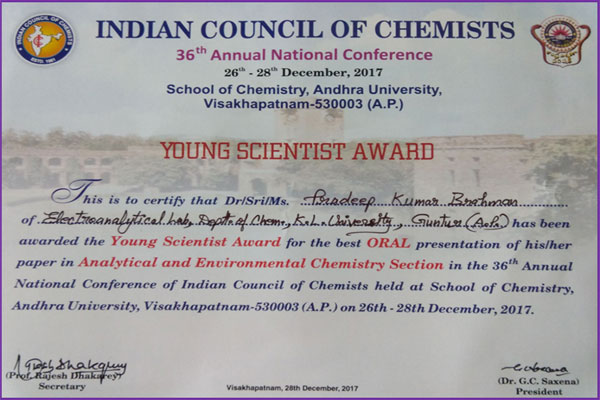 INDIAN COUNCIL OF CHEMISTS
36th Annual National Conference
26th - 28th December, 2017
School of Chemistry, Andhra University,
Visakhapatnam-530003 (A.P.)
INDIAN COUNCIL OF CHEMISTS
ESTD. 1981
YOUNG SCIENTIST AWARD
This is to certify that Dr/Sri/Ms. Pradeep Kumar Brahman
of Electroanalytical Lab, Deptt. of Chem., K.L. University, Guntur (A.P.) has been
awarded the Young Scientist Award for the best ORAL presentation of his/her
paper in Analytical and Environmental Chemistry Section in the 36th Annual
National Conference of Indian Council of Chemists held at School of Chemistry,
Andhra University, Visakhapatnam-530003 (A.P.) on 26th - 28th December, 2017.
Rajesh Dhakarey
(Prof. Rajesh Dhakarey)
Secretary
Visakhapatnam, 28th December, 2017
(Dr. G.C. Saxena)
President